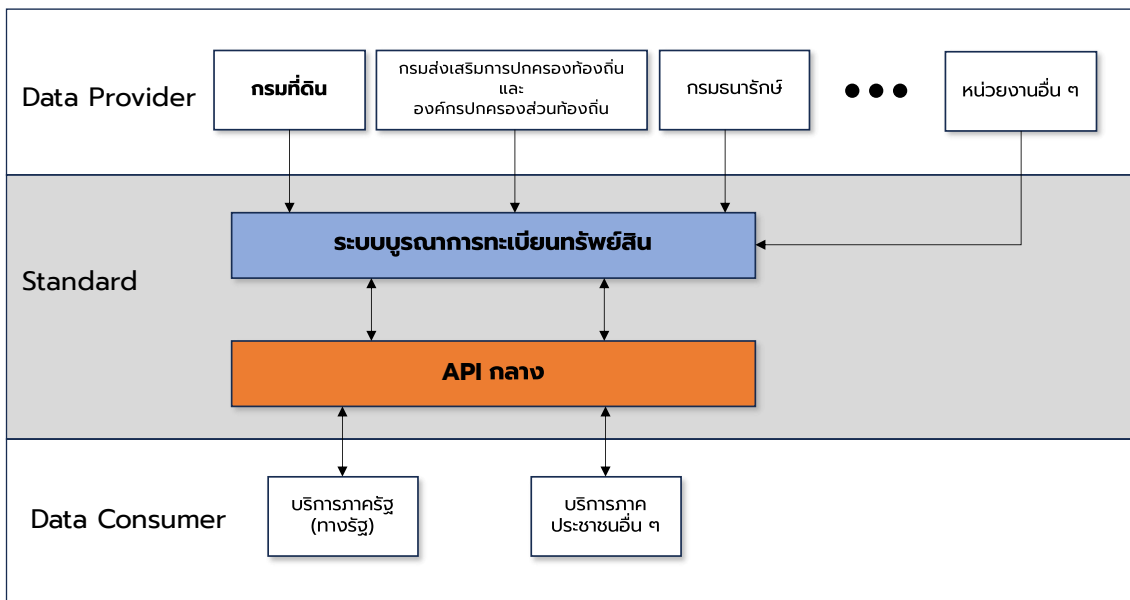 Data Provider
กรมที่ดิน
กรมส่งเสริมการปกครองท้องถิ่น
และ
องค์กรปกครองส่วนท้องถิ่น
กรมธนารักษ์
หน่วยงานอื่น ๆ
Standard
ระบบบูรณาการทะเบียนทรัพย์สิน
API กลาง
Data Consumer
บริการภาครัฐ
(ทางรัฐ)
บริการภาค
ประชาชนอื่น ๆ